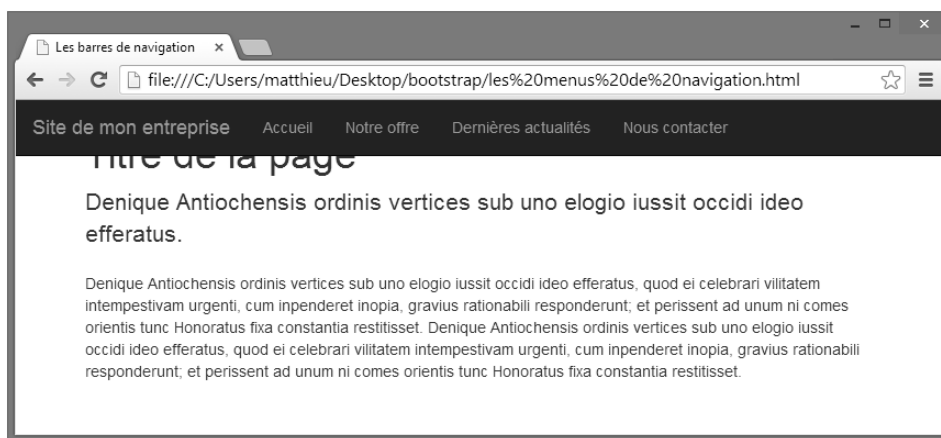 Les barres de navigation
file:///C:/Users/matthieu/Desktop/bootstrap/les%20menus%20de%20navigation.html
Site de mon entreprise Accueil Notre offre Dernières actualités Nous contacter
Titre de la page
Denique Antiochensis ordinis vertices sub uno elogio iussit occidi ideo
efferatus.
Denique Antiochensis ordinis vertices sub uno elogio iussit occidi ideo efferatus, quod ei celebrari vilitatem
intempestivam urgenti, cum inpenderet inopia, gravius rationabili responderunt; et perissent ad unum ni comes
orientis tunc Honoratus fixa constantia restitisset. Denique Antiochensis ordinis vertices sub uno elogio iussit
occidi ideo efferatus, quod ei celebrari vilitatem intempestivam urgenti, cum inpenderet inopia, gravius rationabili
responderunt; et perissent ad unum ni comes orientis tunc Honoratus fixa constantia restitisset.